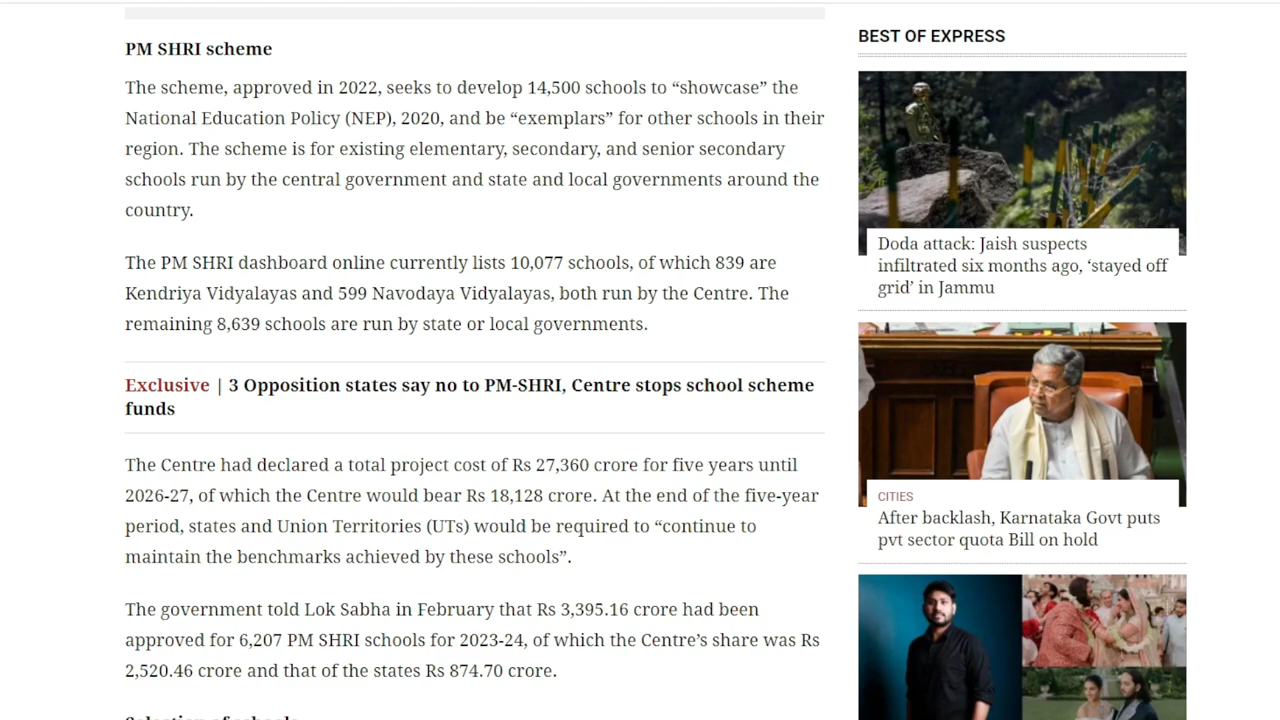 PM SHRI scheme
The scheme, approved in 2022, seeks to develop 14,500 schools to “showcase” the
National Education Policy (NEP), 2020, and be “exemplars” for other schools in their
region. The scheme is for existing elementary, secondary, and senior secondary
schools run by the central government and state and local governments around the
country.
The PM SHRI dashboard online currently lists 10,077 schools, of which 839 are
Kendriya Vidyalayas and 599 Navodaya Vidyalayas, both run by the Centre. The
remaining 8,639 schools are run by state or local governments.
Exclusive | 3 Opposition states say no to PM-SHRI, Centre stops school scheme
funds
The Centre had declared a total project cost of Rs 27,360 crore for five years until
2026-27, of which the Centre would bear Rs 18,128 crore. At the end of the five-year
period, states and Union Territories (UTs) would be required to “continue to
maintain the benchmarks achieved by these schools”.
The government told Lok Sabha in February that Rs 3,395.16 crore had been
approved for 6,207 PM SHRI schools for 2023-24, of which the Centre’s share was Rs
2,520.46 crore and that of the states Rs 874.70 crore.
Selection of schools
BEST OF EXPRESS
Doda attack: Jaish suspects
infiltrated six months ago, ‘stayed off
grid’ in Jammu
CITIES
After backlash, Karnataka Govt puts
pvt sector quota Bill on hold